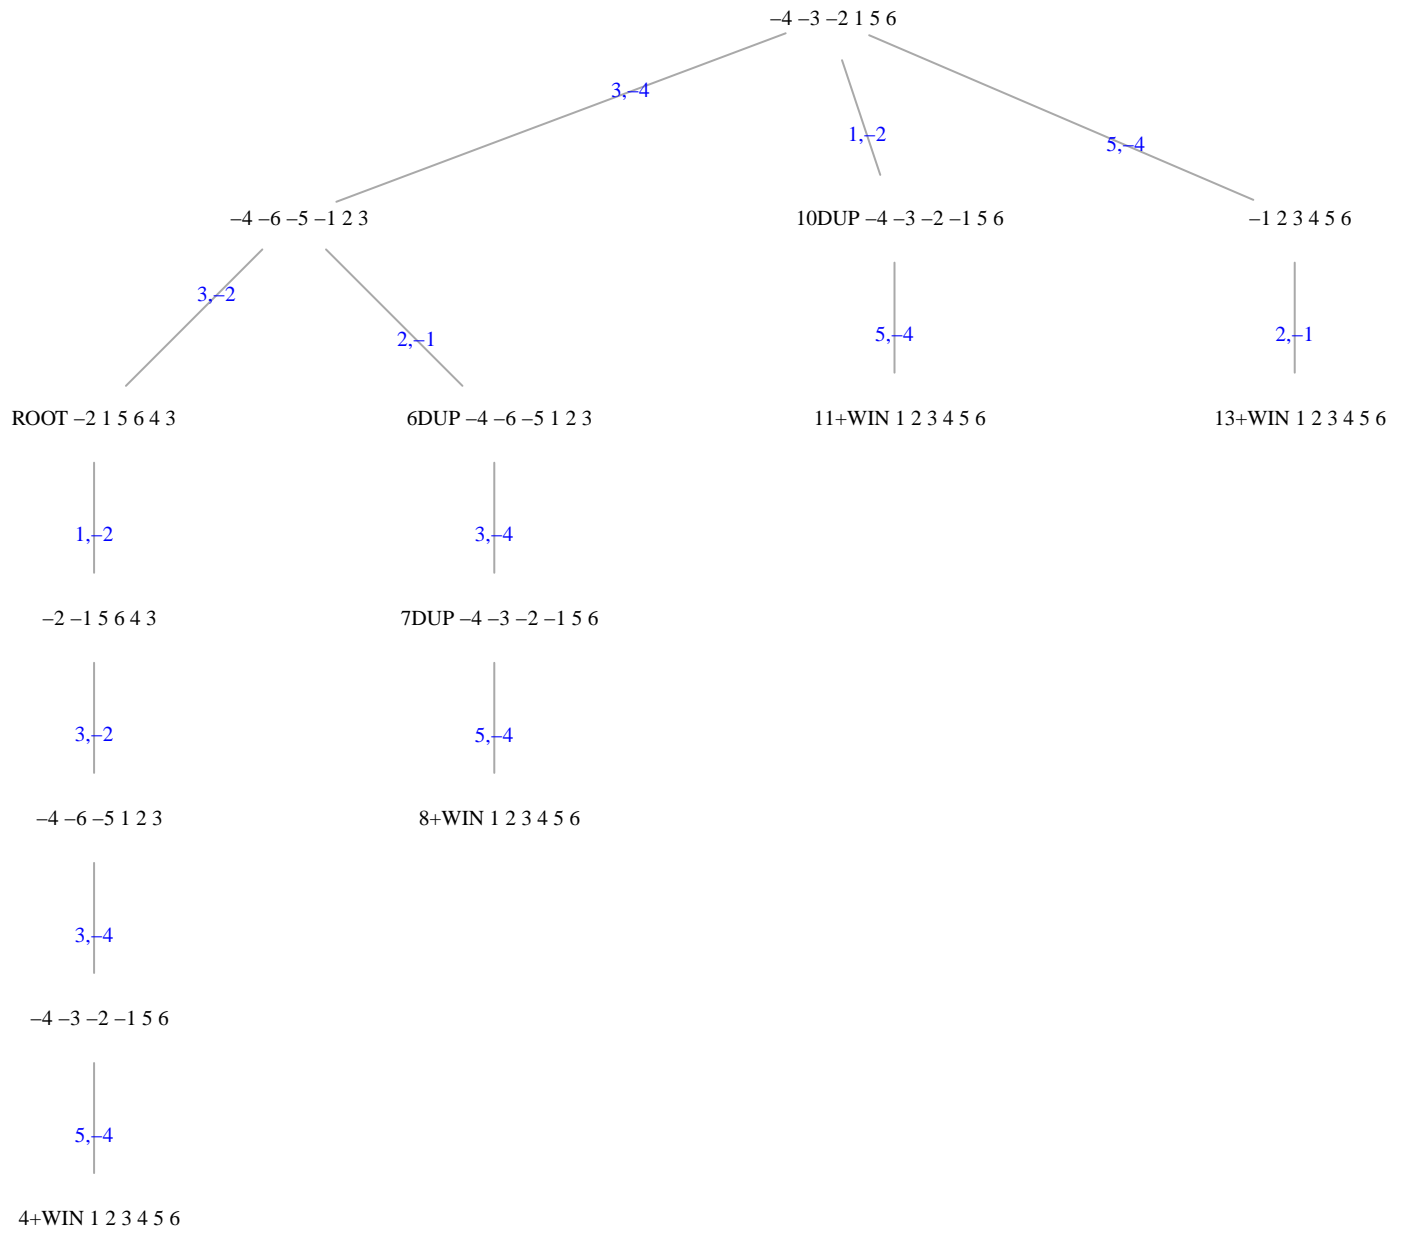 –4 –3 –2 1 5 6
3,–4
1,–2
5,–4
–4 –6 –5 –1 2 3
10DUP –4 –3 –2 –1 5 6
–1 2 3 4 5 6
3,–2
2,–1
5,–4
2,–1
ROOT –2 1 5 6 4 3
6DUP –4 –6 –5 1 2 3
11+WIN 1 2 3 4 5 6
13+WIN 1 2 3 4 5 6
1,–2
3,–4
–2 –1 5 6 4 3
7DUP –4 –3 –2 –1 5 6
3,–2
5,–4
–4 –6 –5 1 2 3
8+WIN 1 2 3 4 5 6
3,–4
–4 –3 –2 –1 5 6
5,–4
4+WIN 1 2 3 4 5 6